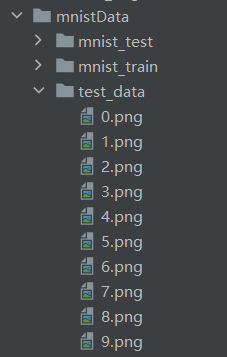 mnistData
mnist_test
mnist_train
test_data
0.png
1.png
2.png
3.png
4.png
5.png
6.png
7.png
8.png
9.png